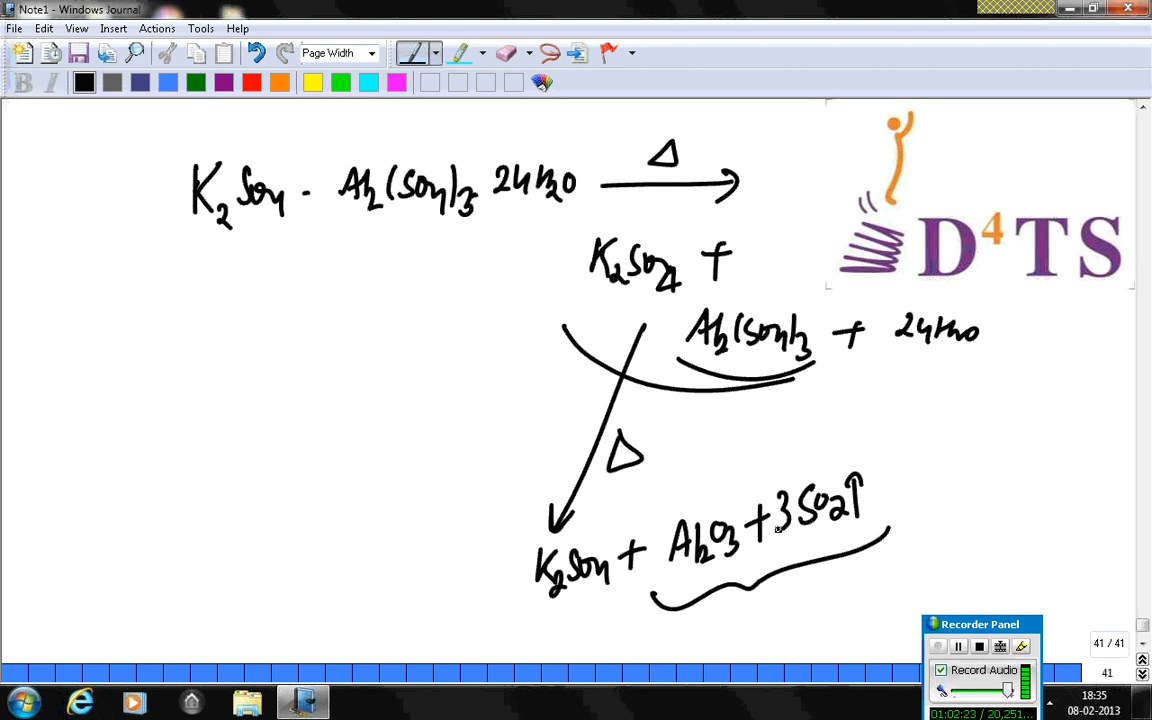 Note1 - Windows Journal
File Edit View Insert Actions Tools Help
Page Width
B I
K2SO4 - Al2(SO4)3 24H2O Δ
D4TS
K2SO4 +
Al2(SO4)3 + 24H2O
Δ
K2SO4 + Al2O3 + 3SO2↑
Recorder Panel
Record Audio
41 / 41
41
01:02:23 / 20,251...
18:35
08-02-2013